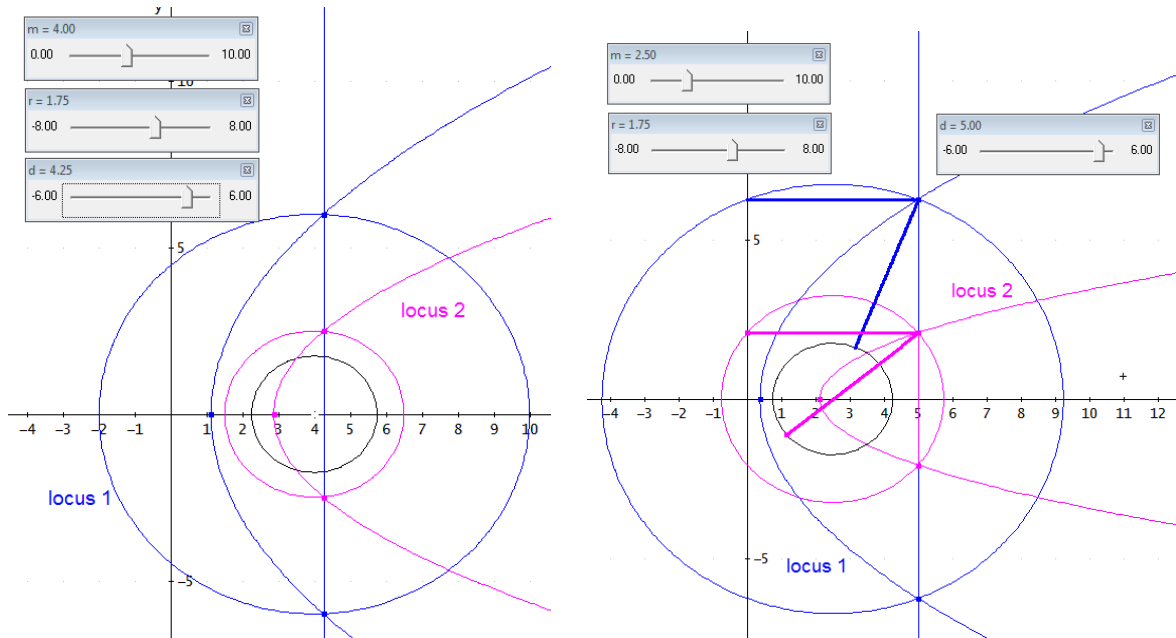 y
m = 4.00
0.00 10.00
r = 1.75
-8.00 8.00
d = 4.25
-6.00 6.00
10
5
locus 2
−4 −3 −2 −1 1 2 3 4 5 6 7 8 9 10
locus 1
−5
m = 2.50
0.00 10.00
r = 1.75
-8.00 8.00
d = 5.00
-6.00 6.00
5
locus 2
−4 −3 −2 −1 1 2 3 4 5 6 7 8 9 10 11 12
−5
locus 1